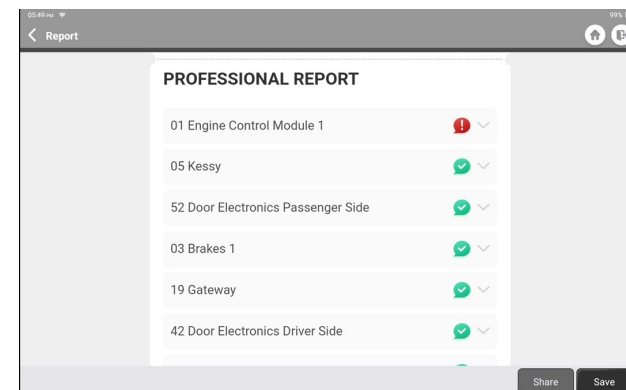 05:49 PM
99%
Report
PROFESSIONAL REPORT
01 Engine Control Module 1
05 Kessy
52 Door Electronics Passenger Side
03 Brakes 1
19 Gateway
42 Door Electronics Driver Side
Share
Save